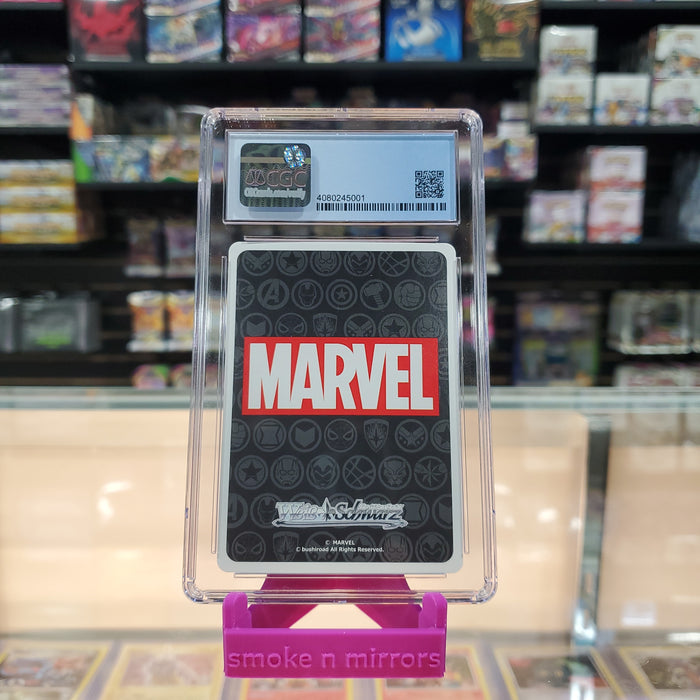 CGC
4080245001
MARVEL
Weiß Schwarz
© MARVEL
© bushiroad All Rights Reserved.
smoke n mirrors